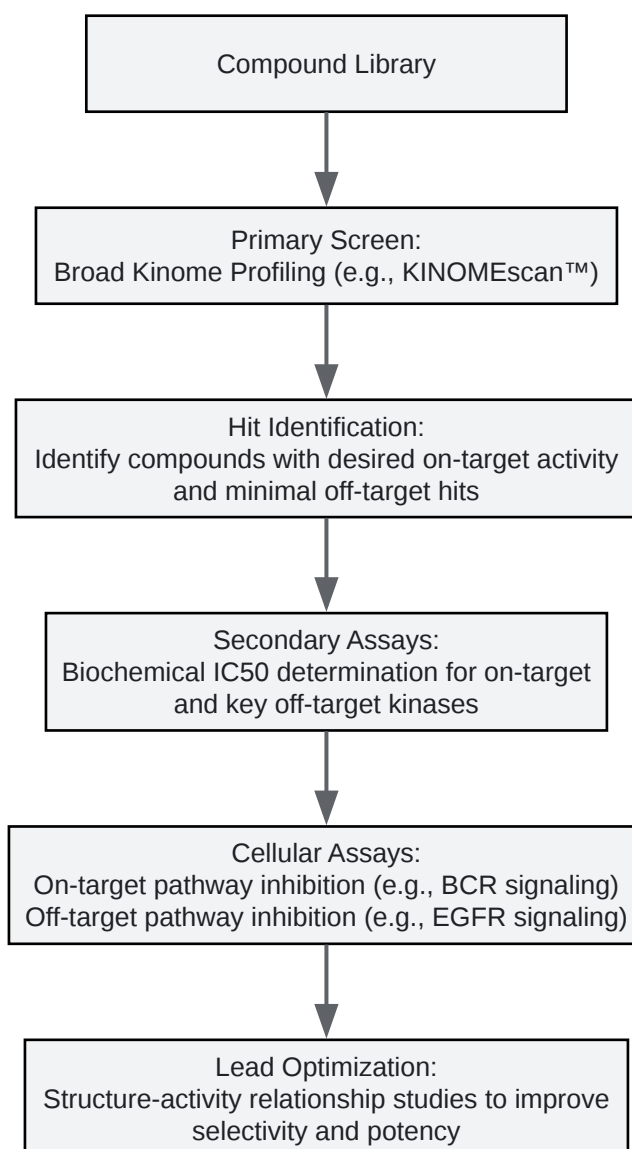 Compound Library
Primary Screen:
Broad Kinome Profiling (e.g., KINOMEscan™)
Hit Identification:
Identify compounds with desired on-target activity
and minimal off-target hits
Secondary Assays:
Biochemical IC50 determination for on-target
and key off-target kinases
Cellular Assays:
On-target pathway inhibition (e.g., BCR signaling)
Off-target pathway inhibition (e.g., EGFR signaling)
Lead Optimization:
Structure-activity relationship studies to improve
selectivity and potency